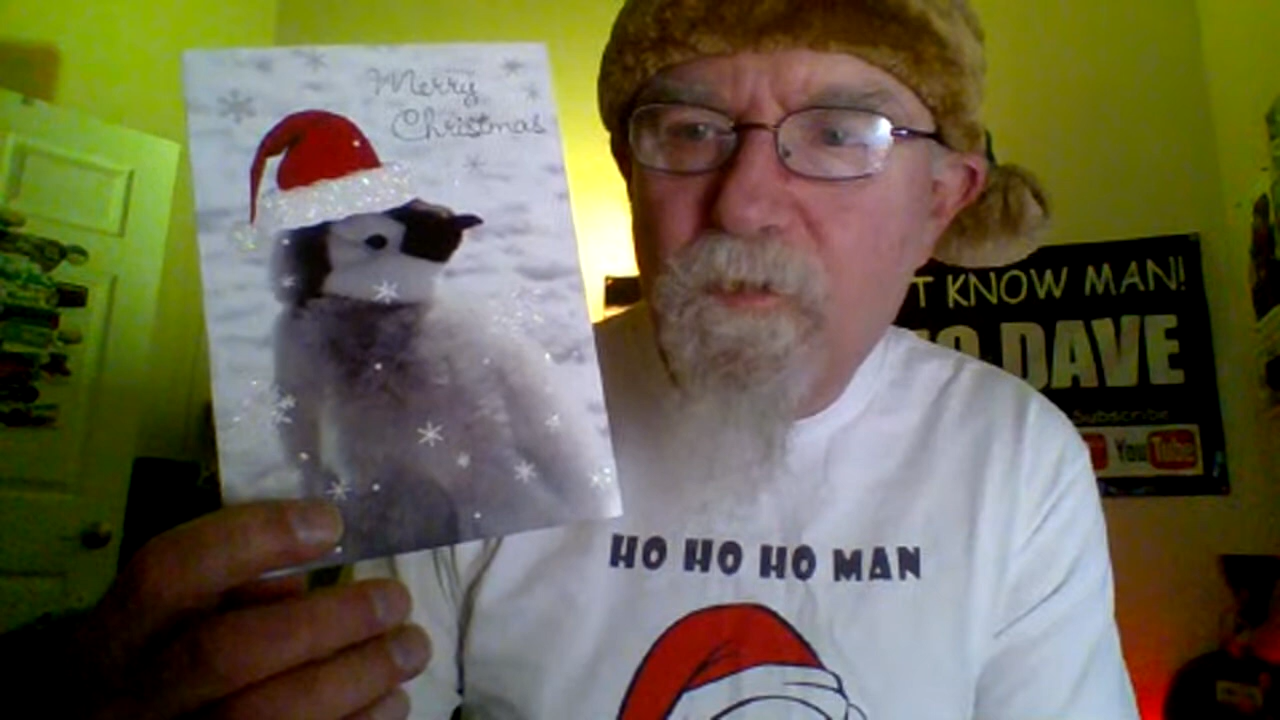 Merry
Christmas
T KNOW MAN!
DAVE
Subscribe
YouTube
HO HO HO MAN